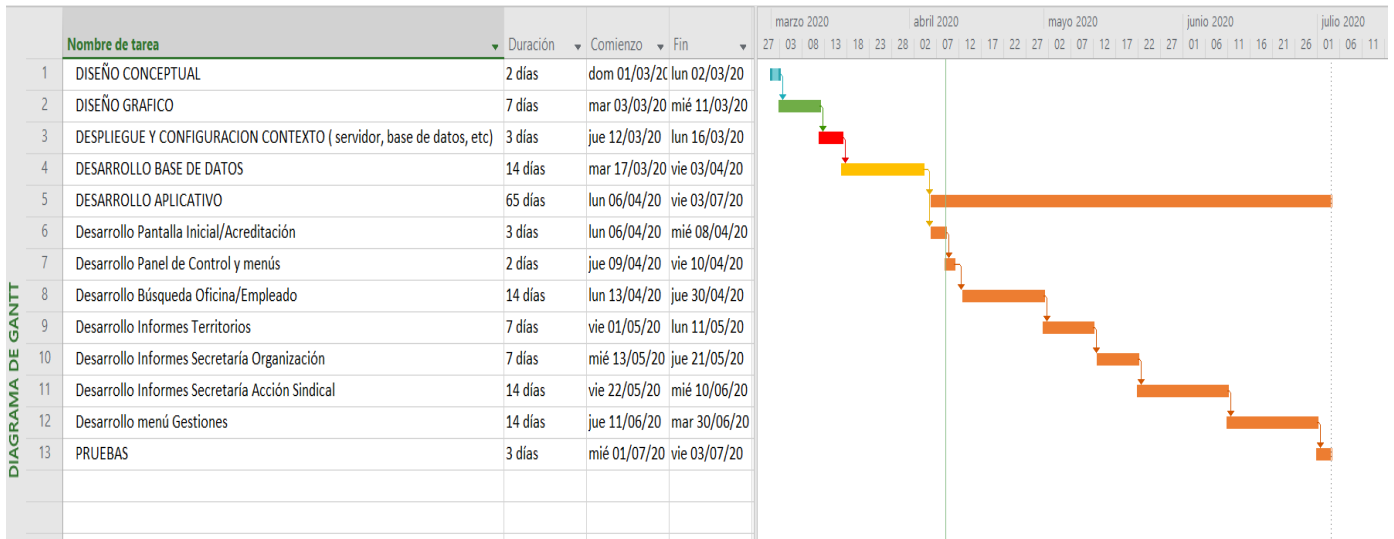 marzo 2020 abril 2020 mayo 2020 junio 2020 julio 2020
Nombre de tarea Duración Comienzo Fin 27 03 08 13 18 23 28 02 07 12 17 22 27 02 07 12 17 22 27 01 06 11 16 21 26 01 06 11
1 DISEÑO CONCEPTUAL 2 días dom 01/03/20 lun 02/03/20
2 DISEÑO GRAFICO 7 días mar 03/03/20 mié 11/03/20
3 DESPLIEGUE Y CONFIGURACION CONTEXTO ( servidor, base de datos, etc) 3 días jue 12/03/20 lun 16/03/20
4 DESARROLLO BASE DE DATOS 14 días mar 17/03/20 vie 03/04/20
5 DESARROLLO APLICATIVO 65 días lun 06/04/20 vie 03/07/20
6 Desarrollo Pantalla Inicial/Acreditación 3 días lun 06/04/20 mié 08/04/20
7 Desarrollo Panel de Control y menús 2 días jue 09/04/20 vie 10/04/20
8 Desarrollo Búsqueda Oficina/Empleado 14 días lun 13/04/20 jue 30/04/20
9 Desarrollo Informes Territorios 7 días vie 01/05/20 lun 11/05/20
10 Desarrollo Informes Secretaría Organización 7 días mié 13/05/20 jue 21/05/20
11 Desarrollo Informes Secretaría Acción Sindical 14 días vie 22/05/20 mié 10/06/20
12 Desarrollo menú Gestiones 14 días jue 11/06/20 mar 30/06/20
13 PRUEBAS 3 días mié 01/07/20 vie 03/07/20
DIAGRAMA DE GANTT